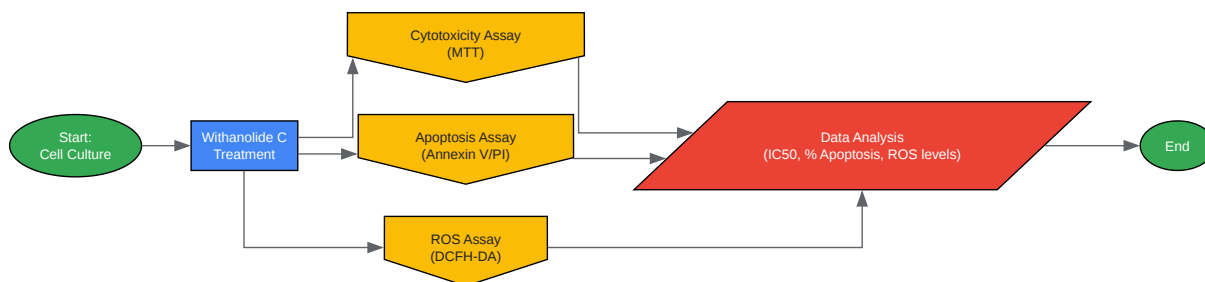 Start:
Cell Culture
Withanolide C
Treatment
Cytotoxicity Assay
(MTT)
Apoptosis Assay
(Annexin V/PI)
ROS Assay
(DCFH-DA)
Data Analysis
(IC50, % Apoptosis, ROS levels)
End